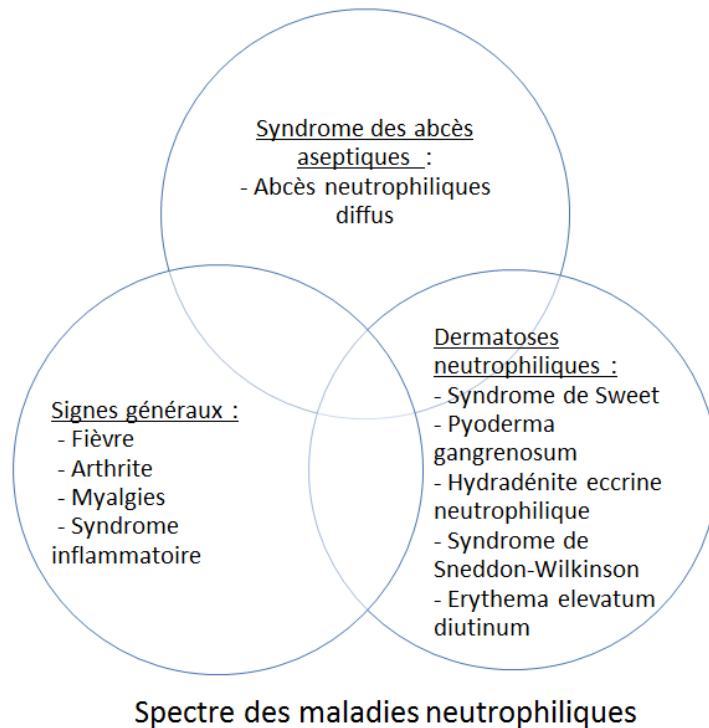 Syndrome des abcès
aseptiques :
- Abcès neutrophiliques
diffus
Signes généraux :
- Fièvre
- Arthrite
- Myalgies
- Syndrome
inflammatoire
Dermatoses
neutrophiliques :
- Syndrome de Sweet
- Pyoderma
gangrenosum
- Hydradénite eccrine
neutrophilique
- Syndrome de
Sneddon-Wilkinson
- Erythema elevatum
diutinum
Spectre des maladies neutrophiliques